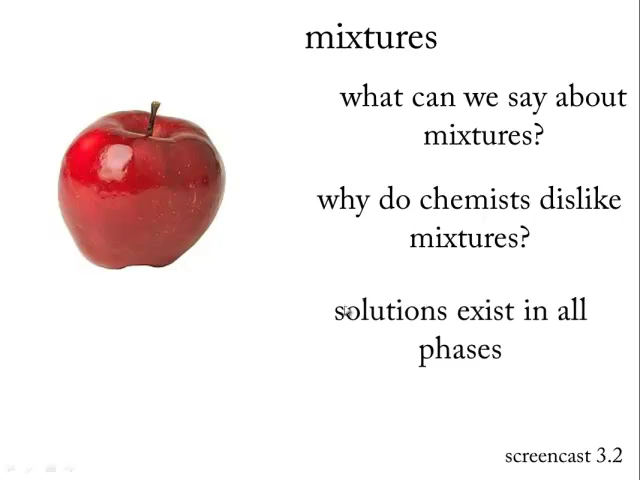 mixtures
what can we say about
mixtures?
why do chemists dislike
mixtures?
solutions exist in all
phases
screencast 3.2